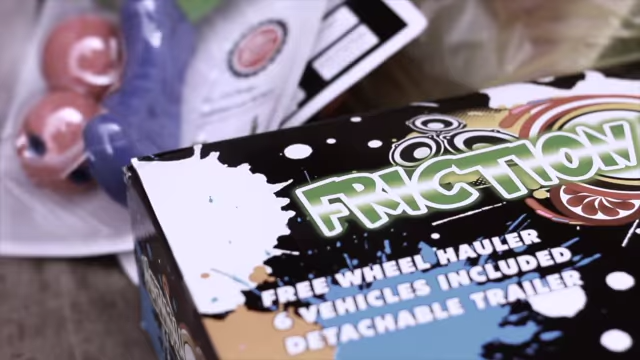 FRICTION
FREE WHEEL HAULER
6 VEHICLES INCLUDED
DETACHABLE TRAILER